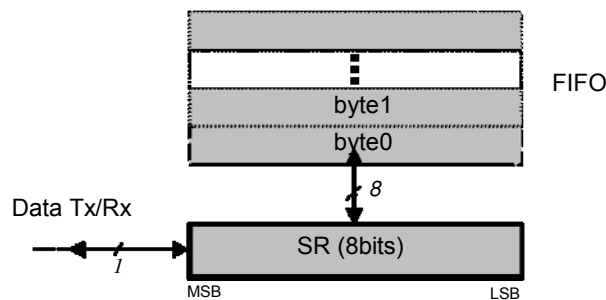 FIFO
byte1
byte0
8
Data Tx/Rx
SR (8bits)
1
MSB
LSB